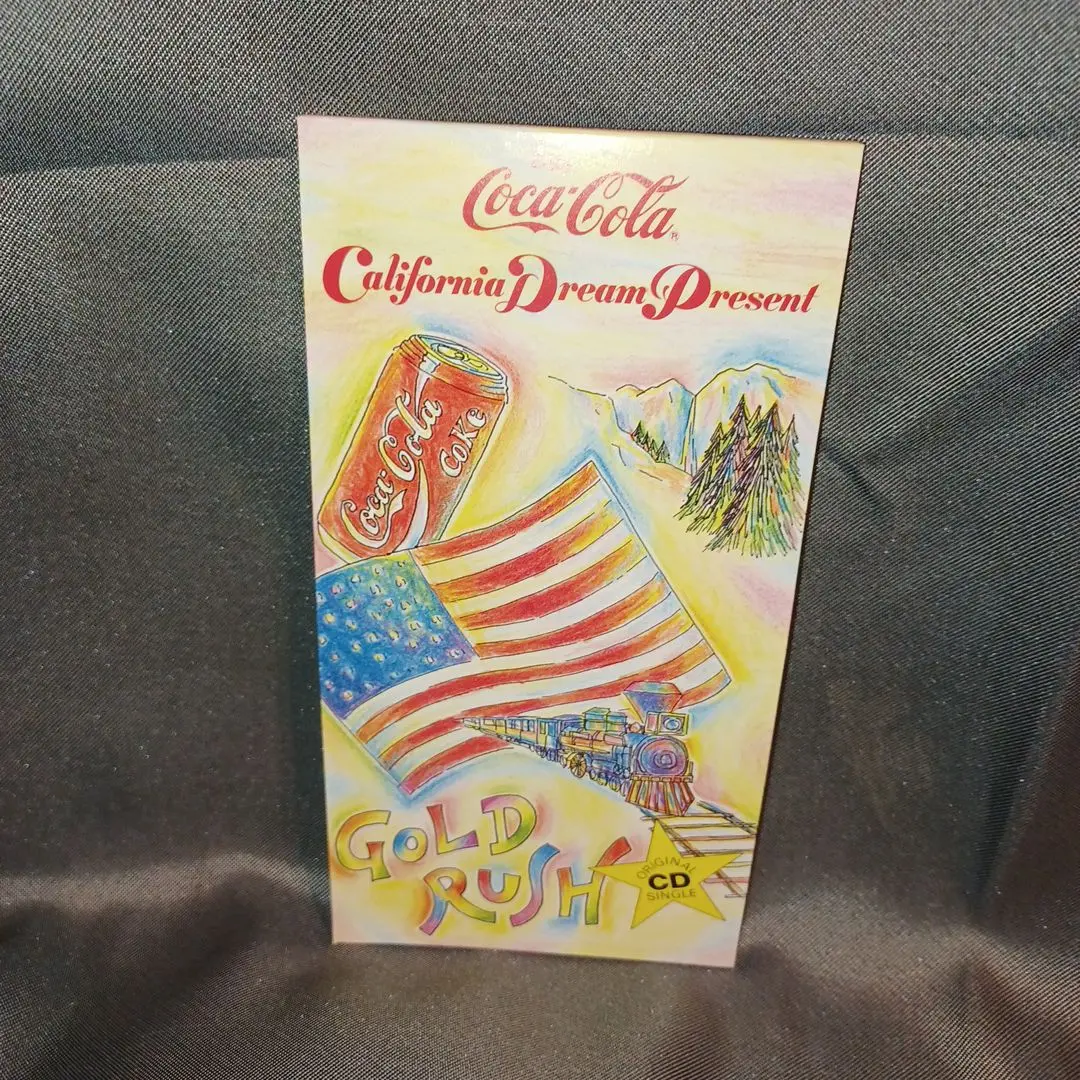 Coca-Cola®
California Dream Present
Coca-Cola
COKE
GOLD
RUSH
ORIGINAL
CD
SINGLE